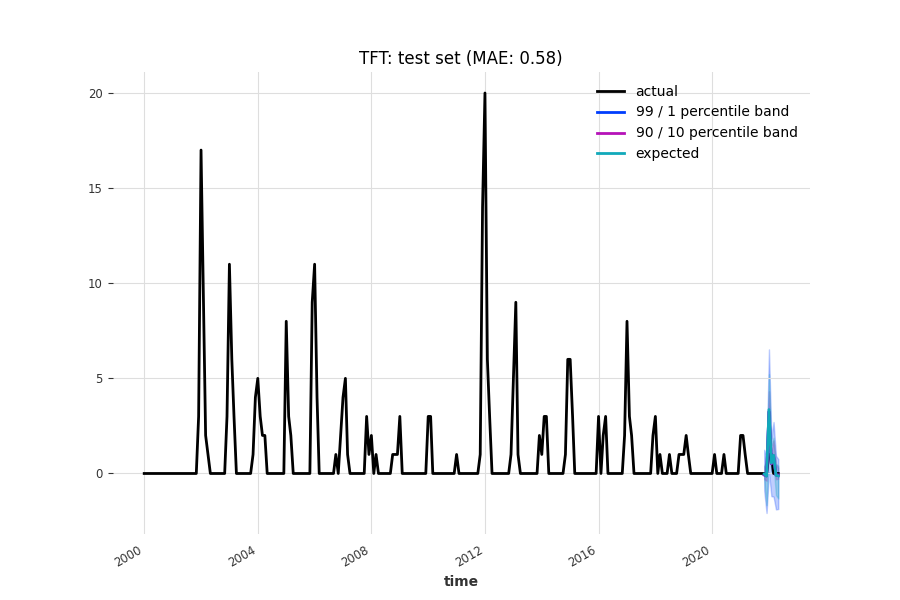 TFT: test set (MAE: 0.58)
actual
99 / 1 percentile band
90 / 10 percentile band
expected
20
15
10
5
0
2000
2004
2008
2012
2016
2020
time